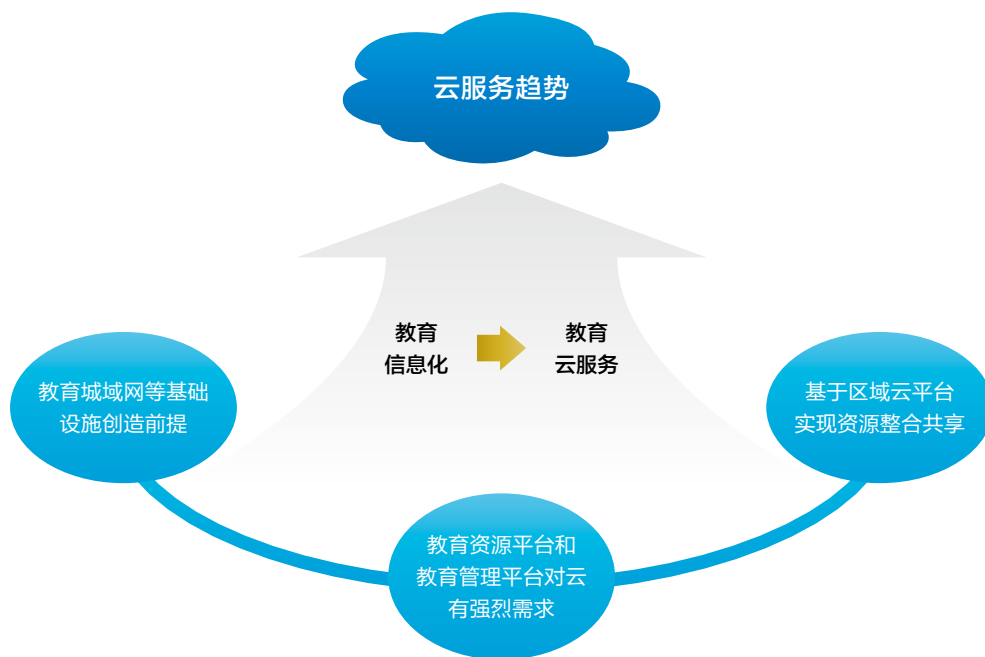 云服务趋势
教育
信息化
教育
云服务
教育城域网等基础
设施创造前提
基于区域云平台
实现资源整合共享
教育资源平台和
教育管理平台对云
有强烈需求